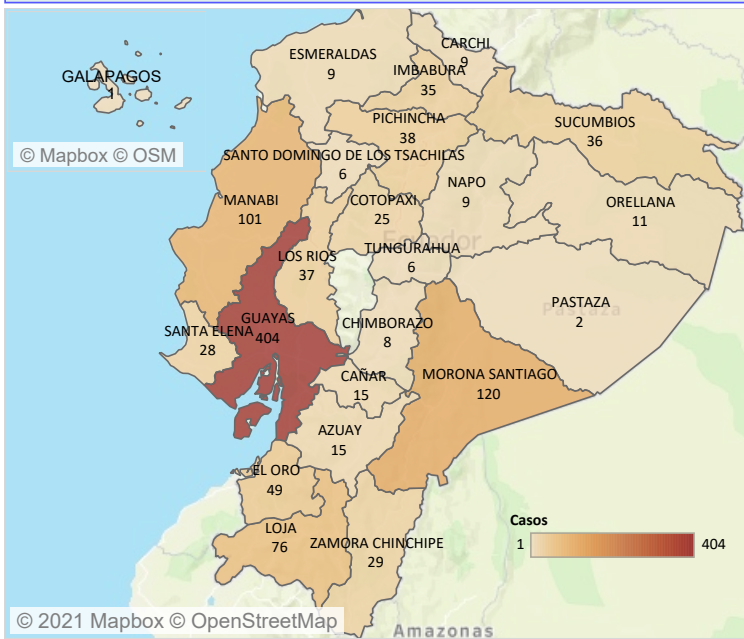 CARCHI
9
ESMERALDAS
9
IMBABURA
35
GALAPAGOS
1
PICHINCHA
38
SUCUMBIOS
36
© Mapbox © OSM
SANTO DOMINGO DE LOS TSACHILAS
6
NAPO
9
MANABI
101
COTOPAXI
25
ORELLANA
11
Ecuador
TUNGURAHUA
6
LOS RIOS
37
PASTAZA
2
Pastaza
GUAYAS
404
SANTA ELENA
28
CHIMBORAZO
8
MORONA SANTIAGO
120
CAÑAR
15
AZUAY
15
EL ORO
49
LOJA
76
ZAMORA CHINCHIPE
29
Casos
1 404
© 2021 Mapbox © OpenStreetMap
Amazonas